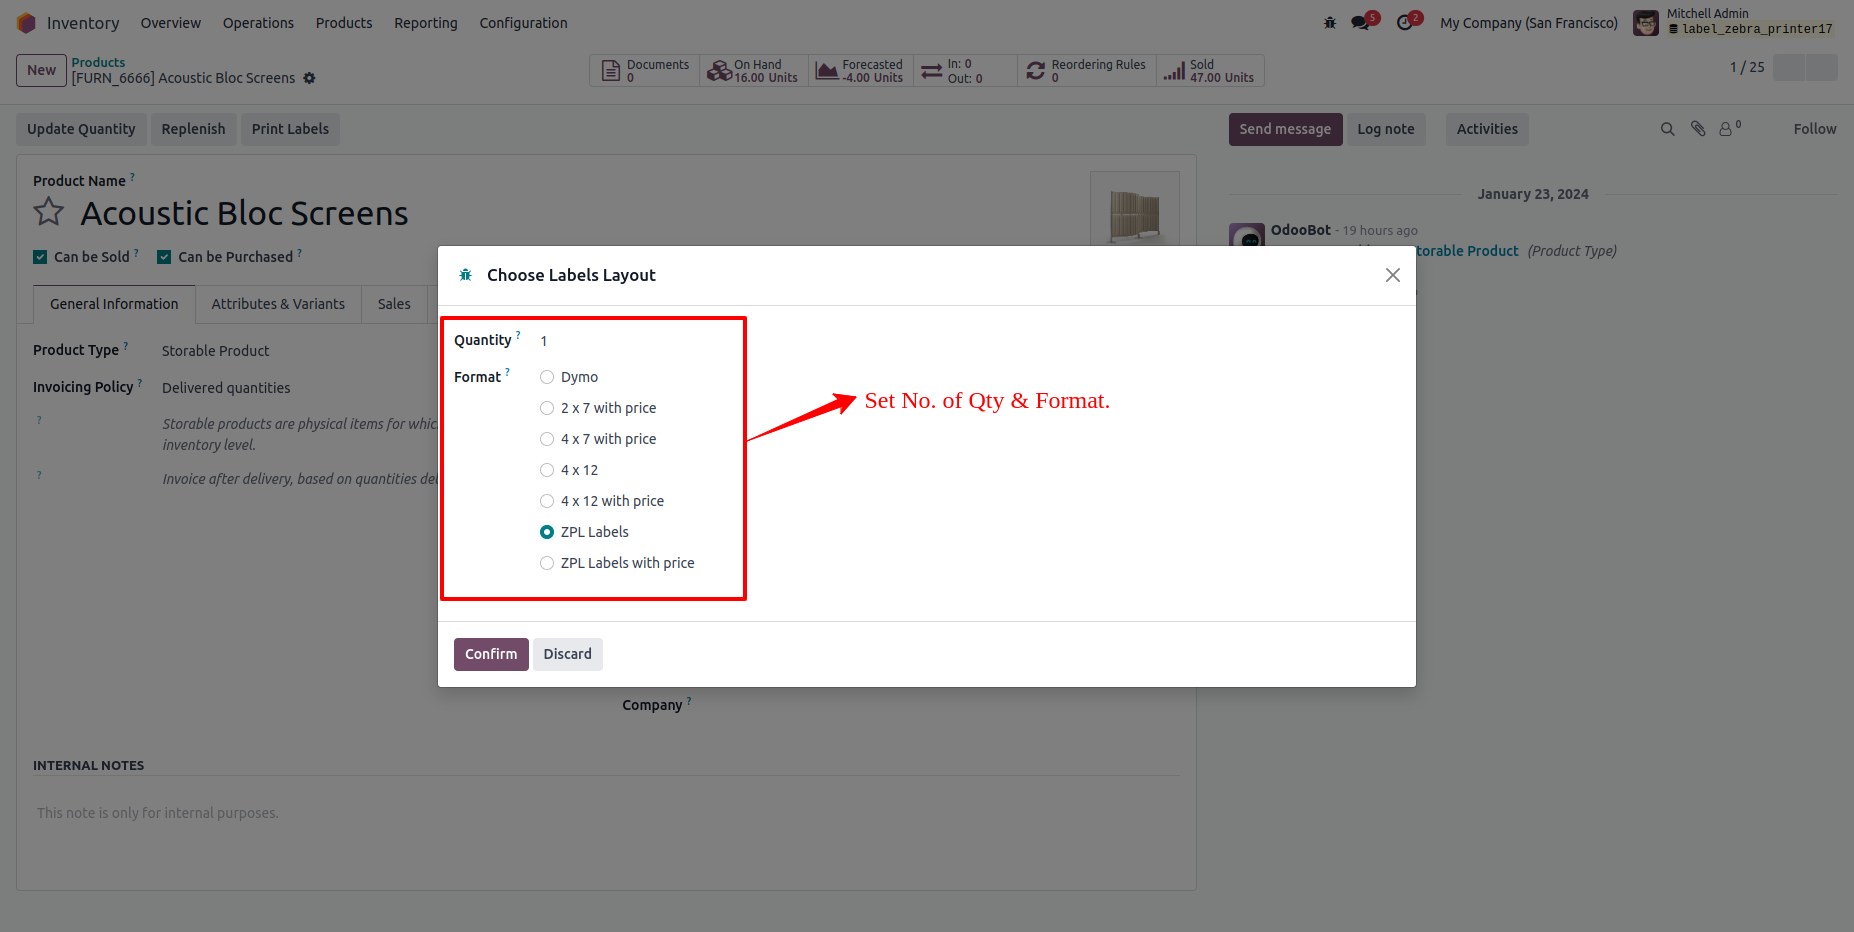 Inventory Overview Operations Products Reporting Configuration 5 2 My Company (San Francisco) Mitchell Admin
label_zebra_printer17
New Products
[FURN_6666] Acoustic Bloc Screens
Documents
0
On Hand
16.00 Units
Forecasted
-4.00 Units
In: 0
Out: 0
Reordering Rules
0
Sold
47.00 Units
1 / 25
Update Quantity Replenish Print Labels Send message Log note Activities 0 Follow
Product Name ?
Acoustic Bloc Screens
January 23, 2024
OdooBot - 19 hours ago
Can be Sold ? Can be Purchased ?
torable Product (Product Type)
Choose Labels Layout
General Information Attributes & Variants Sales
Quantity ? 1
Product Type ? Storable Product
Format ? Dymo
Invoicing Policy ? Delivered quantities
2 x 7 with price
Set No. of Qty & Format.
? Storable products are physical items for whic
inventory level.
4 x 7 with price
4 x 12
? Invoice after delivery, based on quantities del
4 x 12 with price
ZPL Labels
ZPL Labels with price
Confirm Discard
Company ?
INTERNAL NOTES
This note is only for internal purposes.